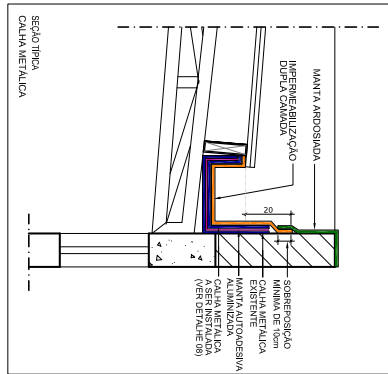 SEÇÃO TÍPICA
CALHA METÁLICA
IMPERMEABILIZAÇÃO
DUPLA CAMADA
MANTA ARDOSIADA
20
SOBREPOSIÇÃO
MÍNIMA DE 10cm
CALHA METÁLICA
EXISTENTE
MANTA AUTOADESIVA
ALUMINIZADA
CALHA METÁLICA
A SER INSTALADA
(VER DETALHE 08)